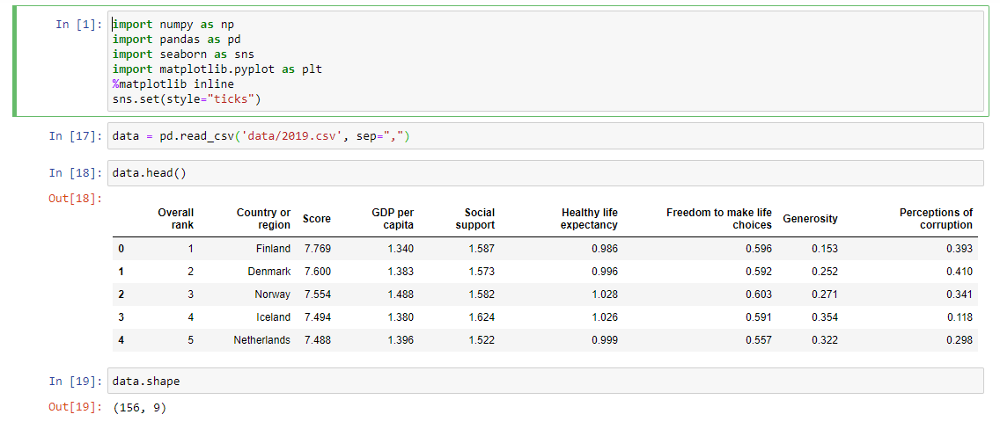 In [1]: import numpy as np
import pandas as pd
import seaborn as sns
import matplotlib.pyplot as plt
%matplotlib inline
sns.set(style="ticks")
In [17]: data = pd.read_csv('data/2019.csv', sep=",")
In [18]: data.head()
Out[18]:
Overall rank Country or region Score GDP per capita Social support Healthy life expectancy Freedom to make life choices Generosity Perceptions of corruption
0 1 Finland 7.769 1.340 1.587 0.986 0.596 0.153 0.393
1 2 Denmark 7.600 1.383 1.573 0.996 0.592 0.252 0.410
2 3 Norway 7.554 1.488 1.582 1.028 0.603 0.271 0.341
3 4 Iceland 7.494 1.380 1.624 1.026 0.591 0.354 0.118
4 5 Netherlands 7.488 1.396 1.522 0.999 0.557 0.322 0.298
In [19]: data.shape
Out[19]: (156, 9)